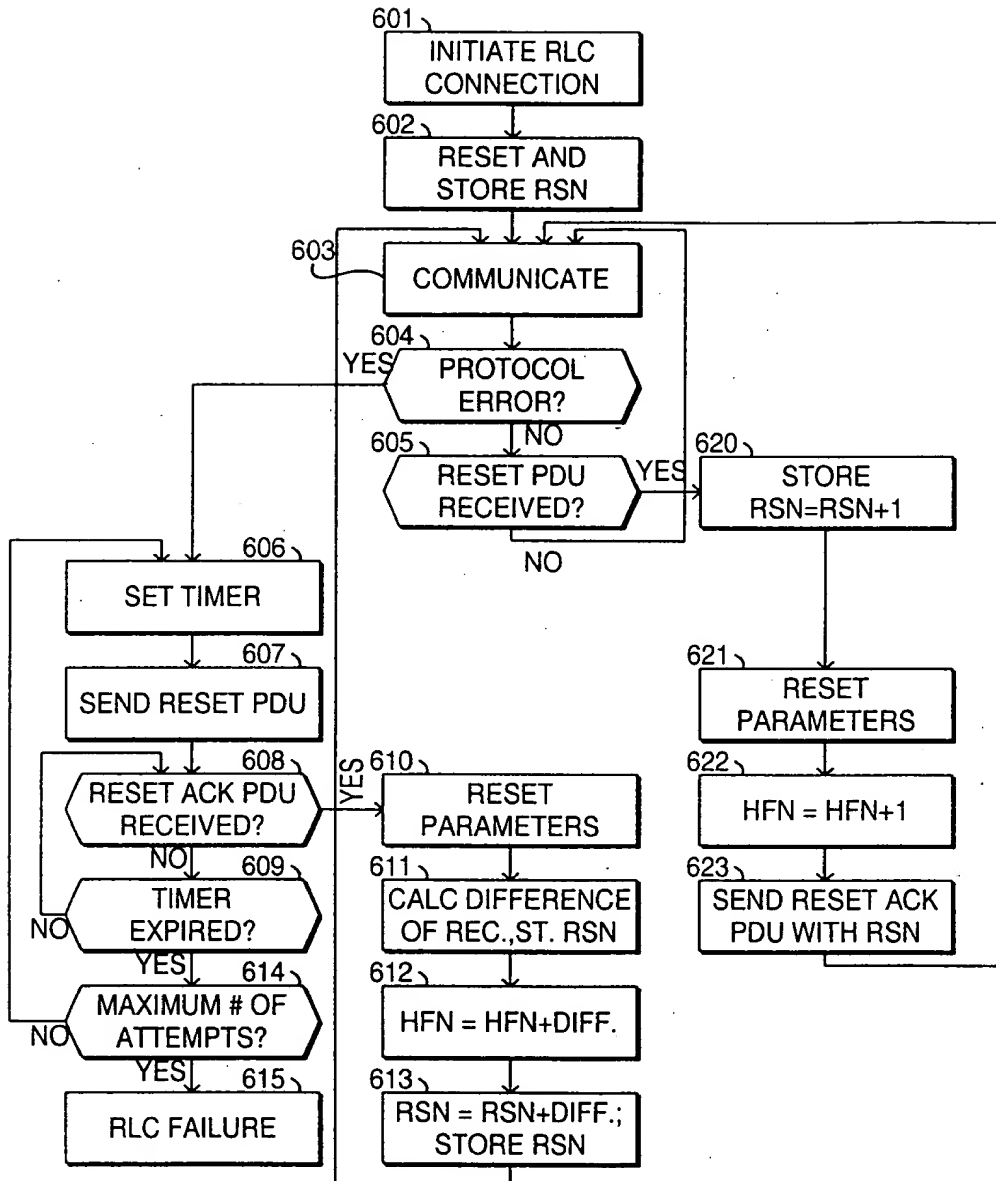 601
INITIATE RLC
CONNECTION
602
RESET AND
STORE RSN
603
COMMUNICATE
604
YES
PROTOCOL
ERROR?
NO
605
RESET PDU
RECEIVED?
YES
NO
620
STORE
RSN=RSN+1
606
SET TIMER
607
SEND RESET PDU
621
RESET
PARAMETERS
608
RESET ACK PDU
RECEIVED?
YES
NO
610
RESET
PARAMETERS
622
HFN = HFN+1
609
TIMER
EXPIRED?
NO
YES
611
CALC DIFFERENCE
OF REC.,ST. RSN
623
SEND RESET ACK
PDU WITH RSN
614
MAXIMUM # OF
ATTEMPTS?
NO
YES
612
HFN = HFN+DIFF.
615
RLC FAILURE
613
RSN = RSN+DIFF.;
STORE RSN